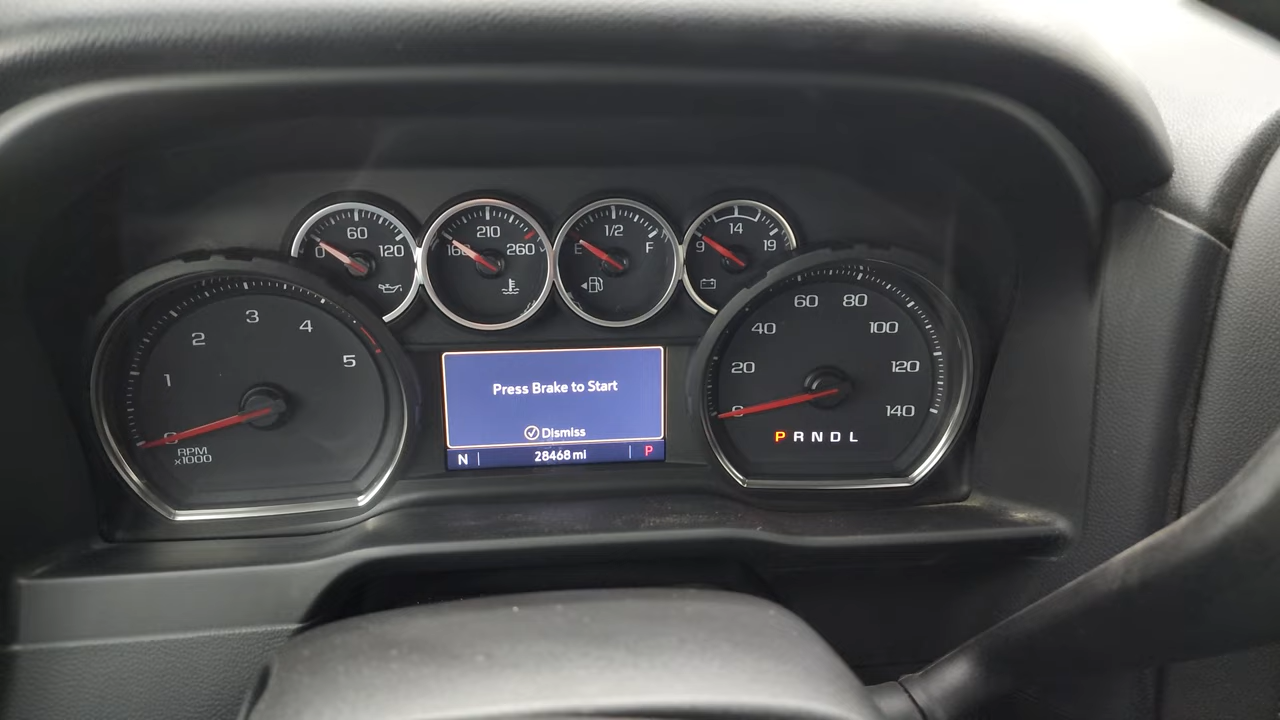 0 60 120
160 210 260
E 1/2 F
9 14 19
0 1 2 3 4 5
RPM
x1000
Press Brake to Start
Dismiss
N 28468 mi P
0 20 40 60 80 100 120 140
P R N D L